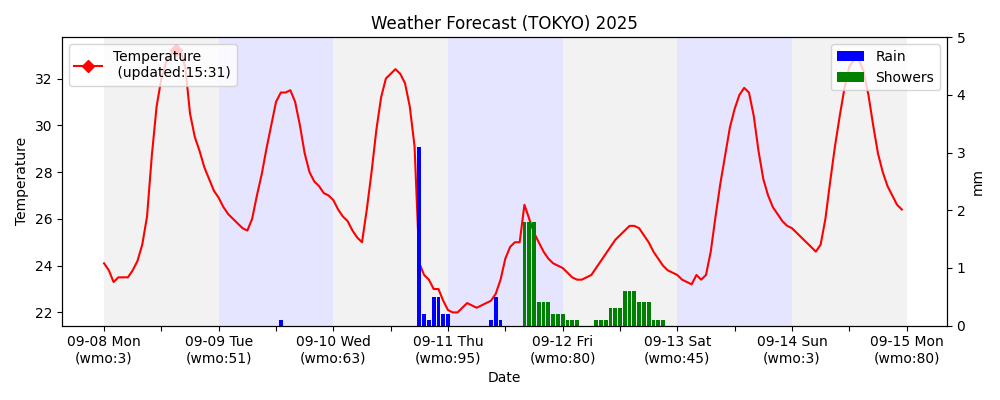 Weather Forecast (TOKYO) 2025
Temperature
(updated:15:31)
Rain
Showers
32
30
28
26
24
22
Temperature
5
4
3
2
1
0
mm
09-08 Mon
(wmo:3)
09-09 Tue
(wmo:51)
09-10 Wed
(wmo:63)
09-11 Thu
(wmo:95)
09-12 Fri
(wmo:80)
09-13 Sat
(wmo:45)
09-14 Sun
(wmo:3)
09-15 Mon
(wmo:80)
Date